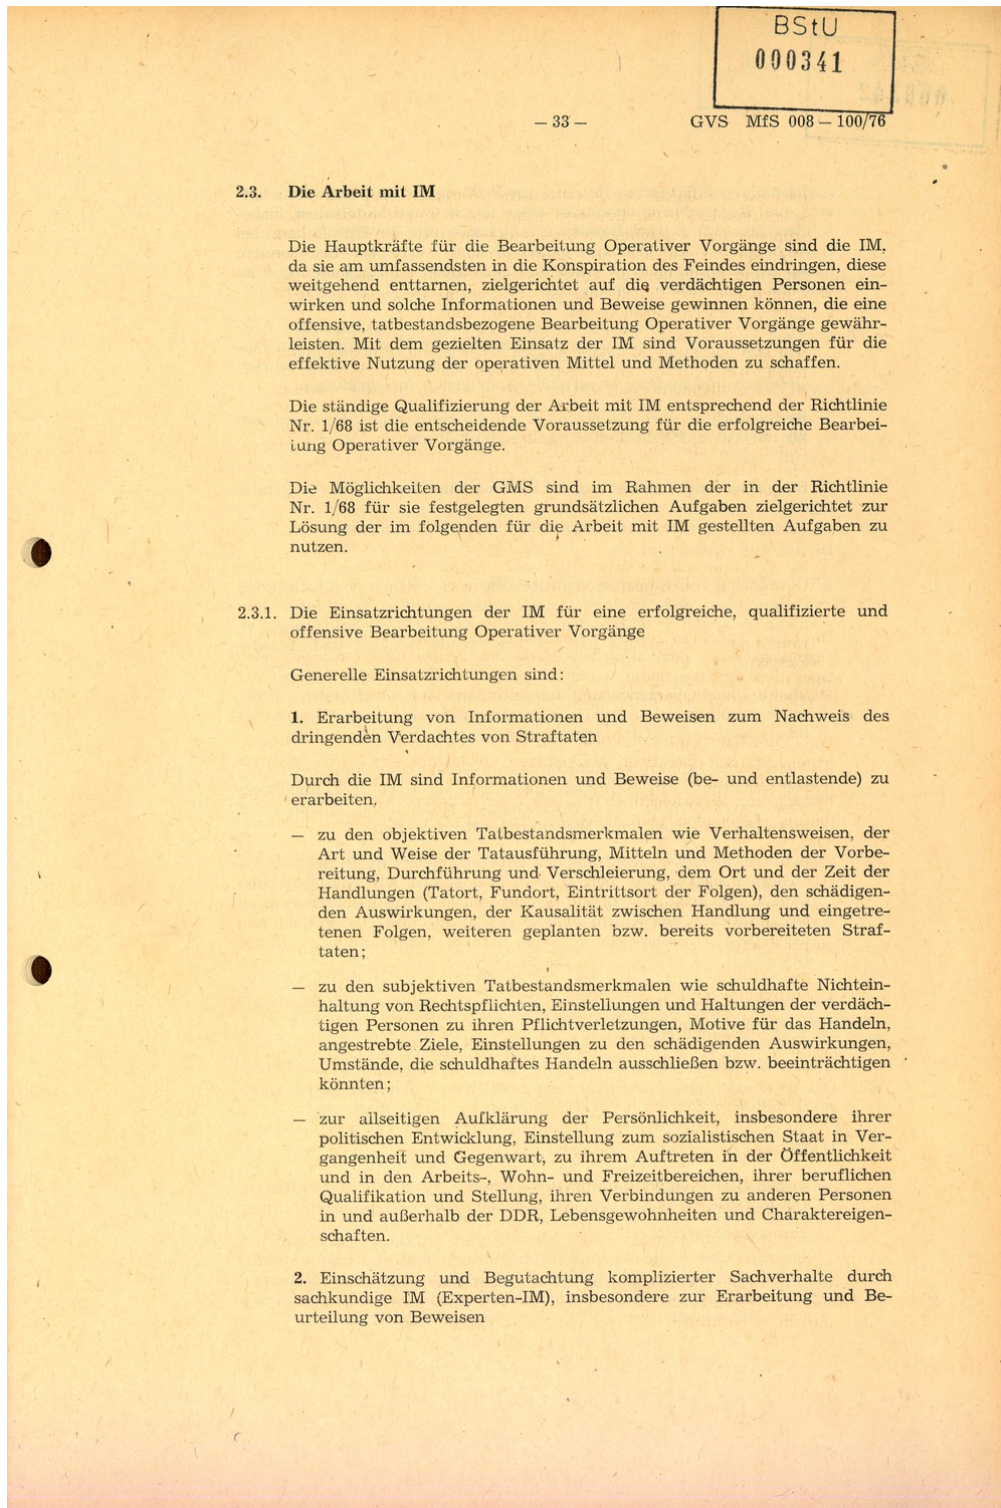 BStU
000341
— 33 —
GVS MfS 008 — 100/76
2.3. Die Arbeit mit IM
Die Hauptkräfte für die Bearbeitung Operativer Vorgänge sind die IM,
da sie am umfassendsten in die Konspiration des Feindes eindringen, diese
weitgehend enttarnen, zielgerichtet auf die verdächtigen Personen ein-
wirken und solche Informationen und Beweise gewinnen können, die eine
offensive, tatbestandsbezogene Bearbeitung Operativer Vorgänge gewähr-
leisten. Mit dem gezielten Einsatz der IM sind Voraussetzungen für die
effektive Nutzung der operativen Mittel und Methoden zu schaffen.
Die ständige Qualifizierung der Arbeit mit IM entsprechend der Richtlinie
Nr. 1/68 ist die entscheidende Voraussetzung für die erfolgreiche Bearbei-
tung Operativer Vorgänge.
Die Möglichkeiten der GMS sind im Rahmen der in der Richtlinie
Nr. 1/68 für sie festgelegten grundsätzlichen Aufgaben zielgerichtet zur
Lösung der im folgenden für die Arbeit mit IM gestellten Aufgaben zu
nutzen.
2.3.1. Die Einsatzrichtungen der IM für eine erfolgreiche, qualifizierte und
offensive Bearbeitung Operativer Vorgänge
Generelle Einsatzrichtungen sind:
1. Erarbeitung von Informationen und Beweisen zum Nachweis des
dringenden Verdachtes von Straftaten
Durch die IM sind Informationen und Beweise (be- und entlastende) zu
erarbeiten,
— zu den objektiven Tatbestandsmerkmalen wie Verhaltensweisen, der
Art und Weise der Tatausführung, Mitteln und Methoden der Vorbe-
reitung, Durchführung und Verschleierung, dem Ort und der Zeit der
Handlungen (Tatort, Fundort, Eintrittsort der Folgen), den schädigen-
den Auswirkungen, der Kausalität zwischen Handlung und eingetre-
tenen Folgen, weiteren geplanten bzw. bereits vorbereiteten Straf-
taten;
— zu den subjektiven Tatbestandsmerkmalen wie schuldhafte Nichtein-
haltung von Rechtspflichten, Einstellungen und Haltungen der verdäch-
tigen Personen zu ihren Pflichtverletzungen, Motive für das Handeln,
angestrebte Ziele, Einstellungen zu den schädigenden Auswirkungen,
Umstände, die schuldhaftes Handeln ausschließen bzw. beeinträchtigen
könnten;
— zur allseitigen Aufklärung der Persönlichkeit, insbesondere ihrer
politischen Entwicklung, Einstellung zum sozialistischen Staat in Ver-
gangenheit und Gegenwart, zu ihrem Auftreten in der Öffentlichkeit
und in den Arbeits-, Wohn- und Freizeitbereichen, ihrer beruflichen
Qualifikation und Stellung, ihren Verbindungen zu anderen Personen
in und außerhalb der DDR, Lebensgewohnheiten und Charaktereigen-
schaften.
2. Einschätzung und Begutachtung komplizierter Sachverhalte durch
sachkundige IM (Experten-IM), insbesondere zur Erarbeitung und Be-
urteilung von Beweisen